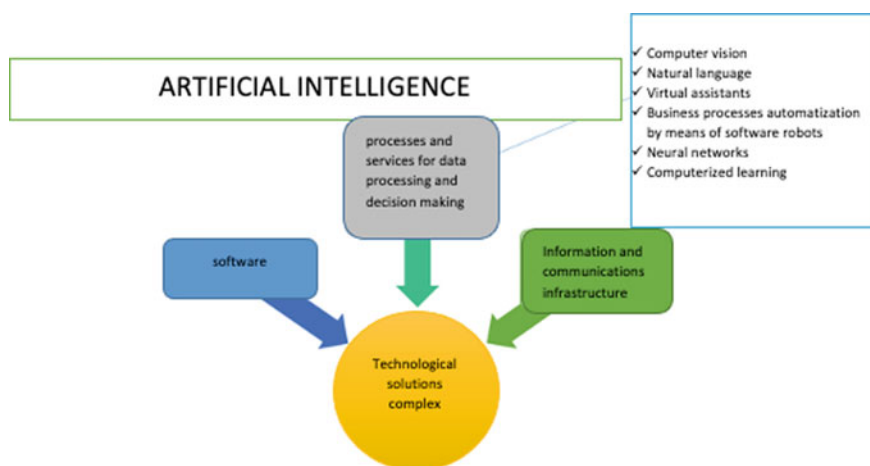 ARTIFICIAL INTELLIGENCE
✓ Computer vision
✓ Natural language
✓ Virtual assistants
✓ Business processes automatization
by means of software robots
✓ Neural networks
✓ Computerized learning
processes and
services for data
processing and
decision making
software
Information and
communications
infrastructure
Technological
solutions
complex